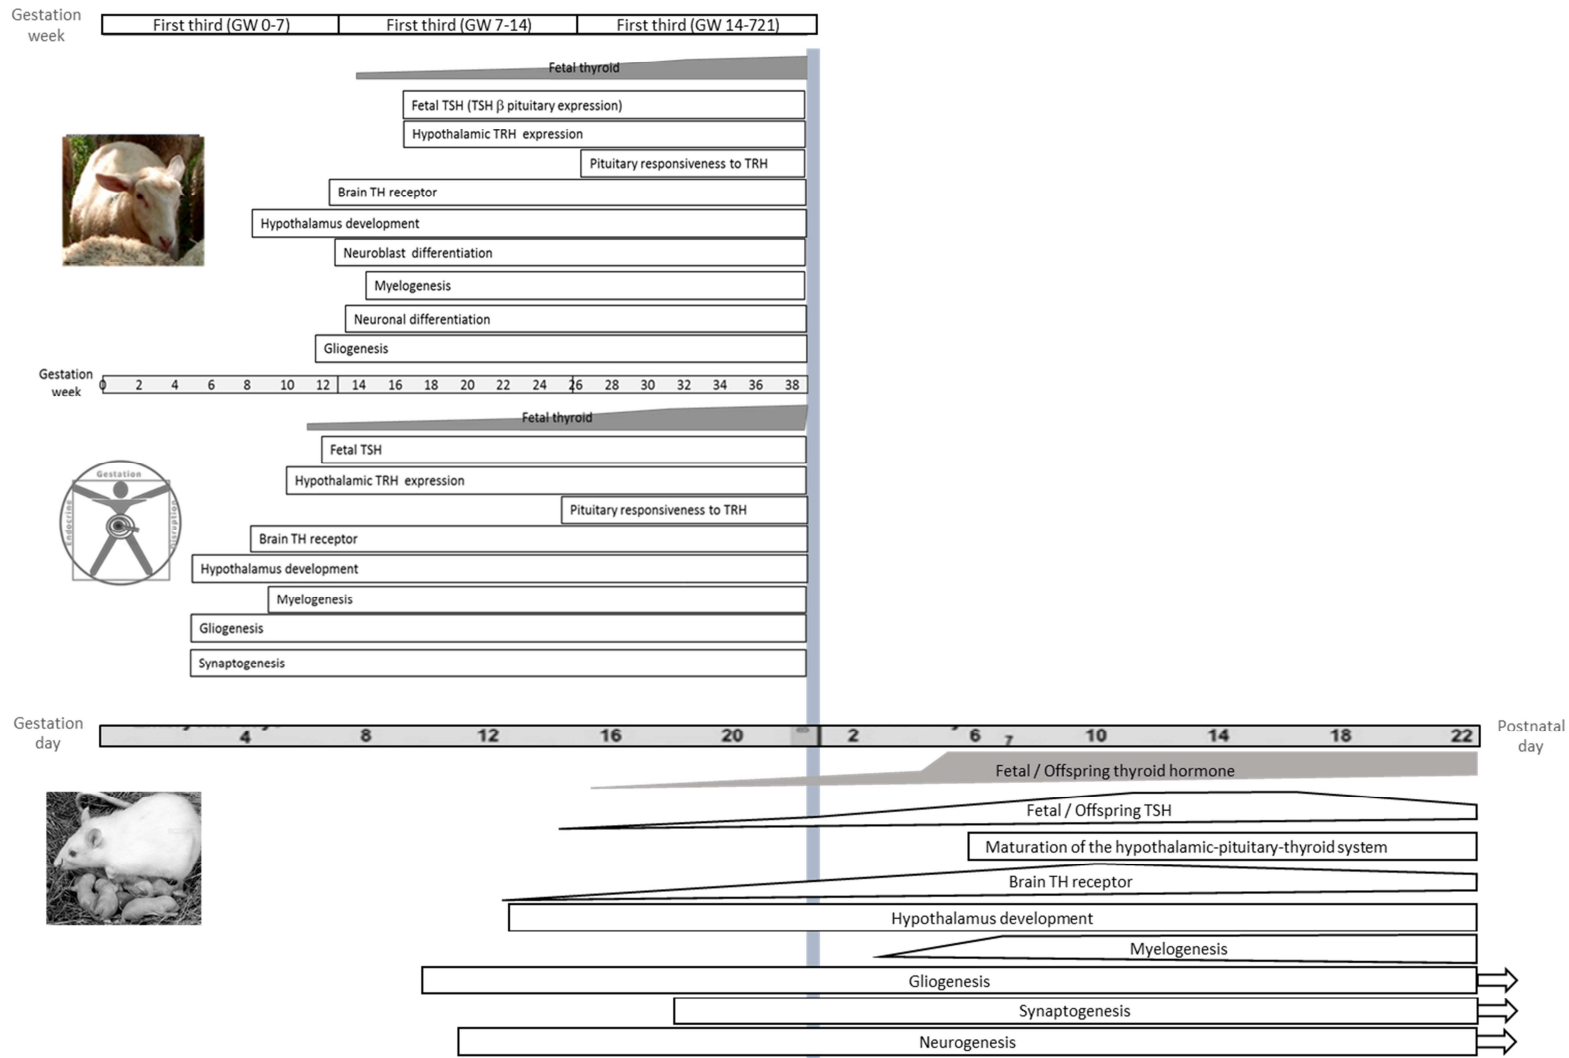 Gestation
week
First third (GW 0-7) First third (GW 7-14) First third (GW 14-721)
Fetal thyroid
Fetal TSH (TSH β pituitary expression)
Hypothalamic TRH expression
Pituitary responsiveness to TRH
Brain TH receptor
Hypothalamus development
Neuroblast differentiation
Myelogenesis
Neuronal differentiation
Gliogenesis
Gestation
week
0 2 4 6 8 10 12 14 16 18 20 22 24 26 28 30 32 34 36 38
Fetal thyroid
Fetal TSH
Hypothalamic TRH expression
Pituitary responsiveness to TRH
Gestation
Endocrine
Disruption
Brain TH receptor
Hypothalamus development
Myelogenesis
Gliogenesis
Synaptogenesis
Gestation
day
4 8 12 16 20 2 6 7 10 14 18 22
Postnatal
day
Fetal / Offspring thyroid hormone
Fetal / Offspring TSH
Maturation of the hypothalamic-pituitary-thyroid system
Brain TH receptor
Hypothalamus development
Myelogenesis
Gliogenesis
Synaptogenesis
Neurogenesis